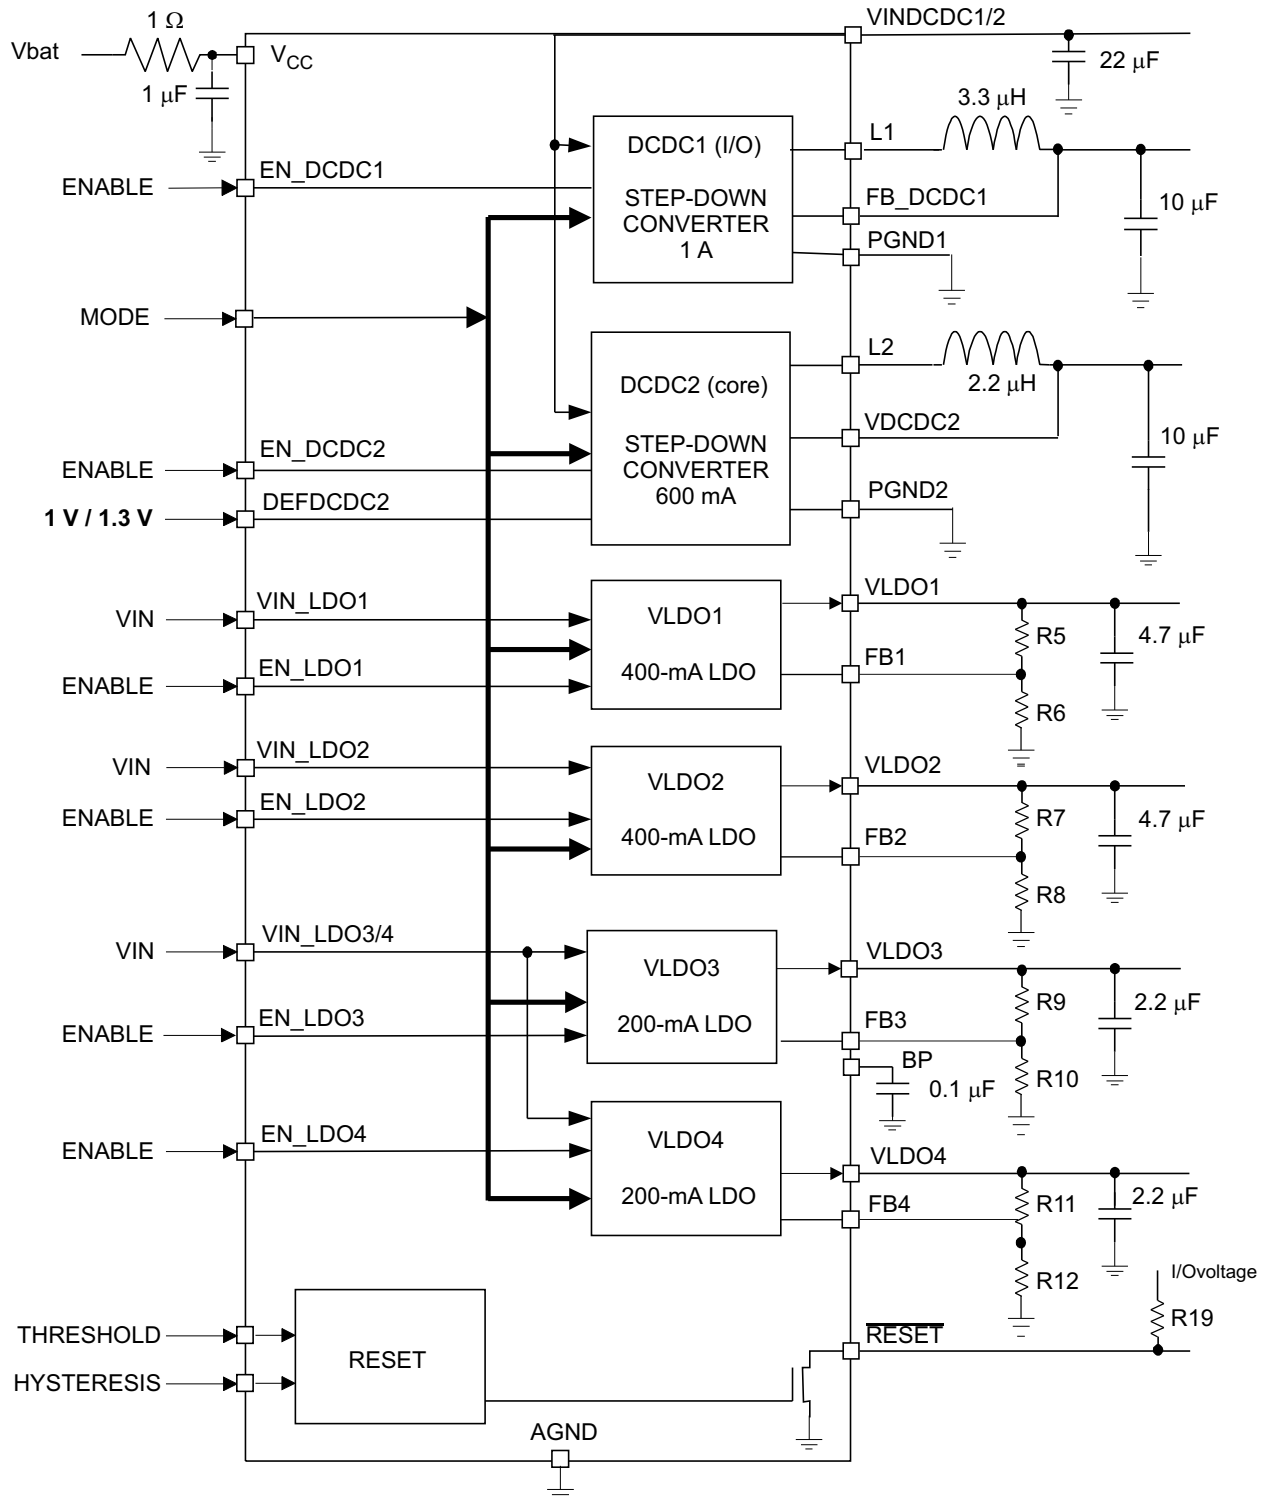 1 Ω
Vbat
V_CC
1 μF
VINDCDC1/2
22 μF
3.3 μH
L1
DCDC1 (I/O)
STEP-DOWN
CONVERTER
1 A
ENABLE
EN_DCDC1
FB_DCDC1
10 μF
PGND1
MODE
L2
2.2 μH
DCDC2 (core)
STEP-DOWN
CONVERTER
600 mA
VDCDC2
10 μF
ENABLE
EN_DCDC2
PGND2
1 V / 1.3 V
DEFDCDC2
VIN
VIN_LDO1
VLDO1
400-mA LDO
VLDO1
R5
4.7 μF
ENABLE
EN_LDO1
FB1
R6
VIN
VIN_LDO2
VLDO2
400-mA LDO
VLDO2
R7
4.7 μF
ENABLE
EN_LDO2
FB2
R8
VIN
VIN_LDO3/4
VLDO3
200-mA LDO
VLDO3
R9
2.2 μF
ENABLE
EN_LDO3
FB3
BP
0.1 μF
R10
ENABLE
EN_LDO4
VLDO4
200-mA LDO
VLDO4
R11
2.2 μF
FB4
R12
I/Ovoltage
R19
THRESHOLD
HYSTERESIS
RESET
RESET
AGND